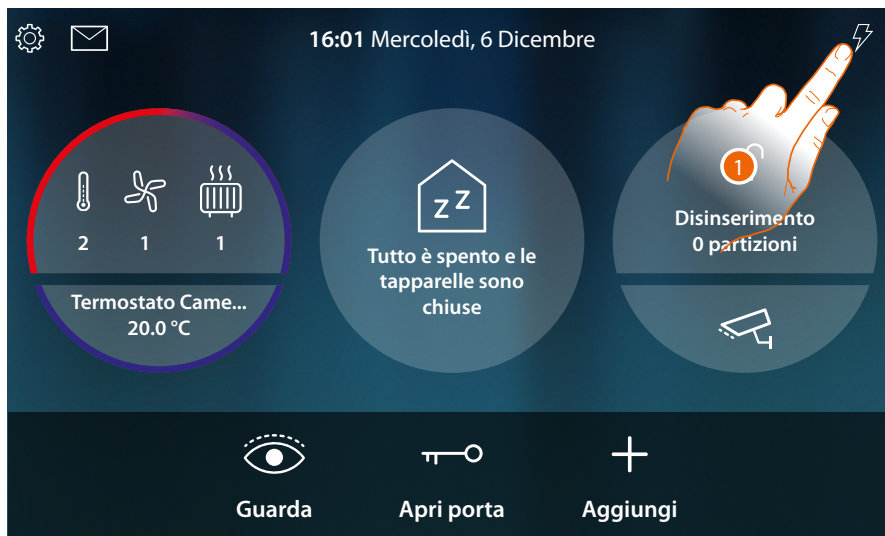 16:01 Mercoledì, 6 Dicembre
2 1 1
Termostato Came...
20.0 °C
z Z
Tutto è spento e le
tapparelle sono
chiuse
1
Disinserimento
0 partizioni
Guarda
Apri porta
Aggiungi